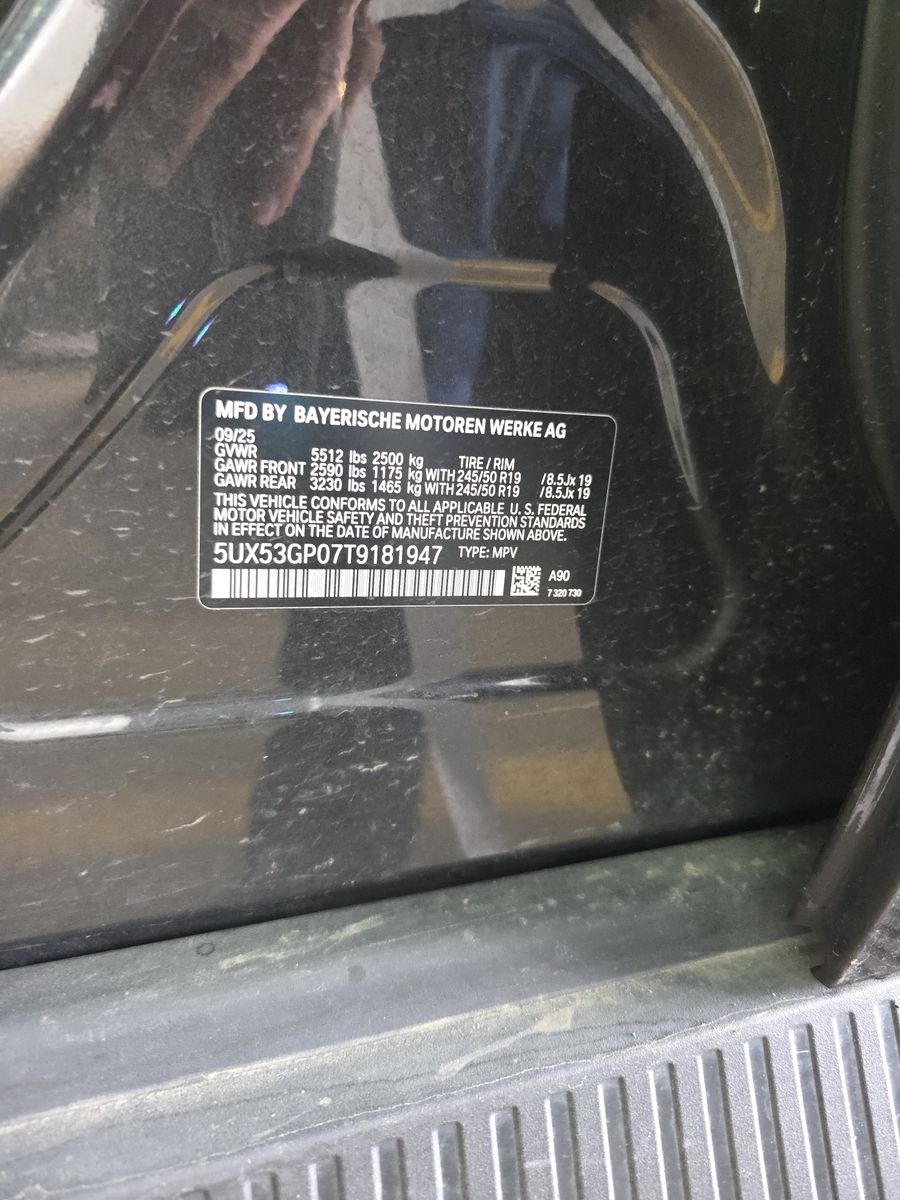 MFD BY BAYERISCHE MOTOREN WERKE AG
09/25
GVWR 5512 lbs 2500 kg TIRE / RIM
GAWR FRONT 2590 lbs 1175 kg WITH 245/50 R19 /8.5Jx 19
GAWR REAR 3230 lbs 1465 kg WITH 245/50 R19 /8.5Jx 19
THIS VEHICLE CONFORMS TO ALL APPLICABLE U. S. FEDERAL
MOTOR VEHICLE SAFETY AND THEFT PREVENTION STANDARDS
IN EFFECT ON THE DATE OF MANUFACTURE SHOWN ABOVE.
5UX53GP07T9181947 TYPE: MPV
A90
7 320 730